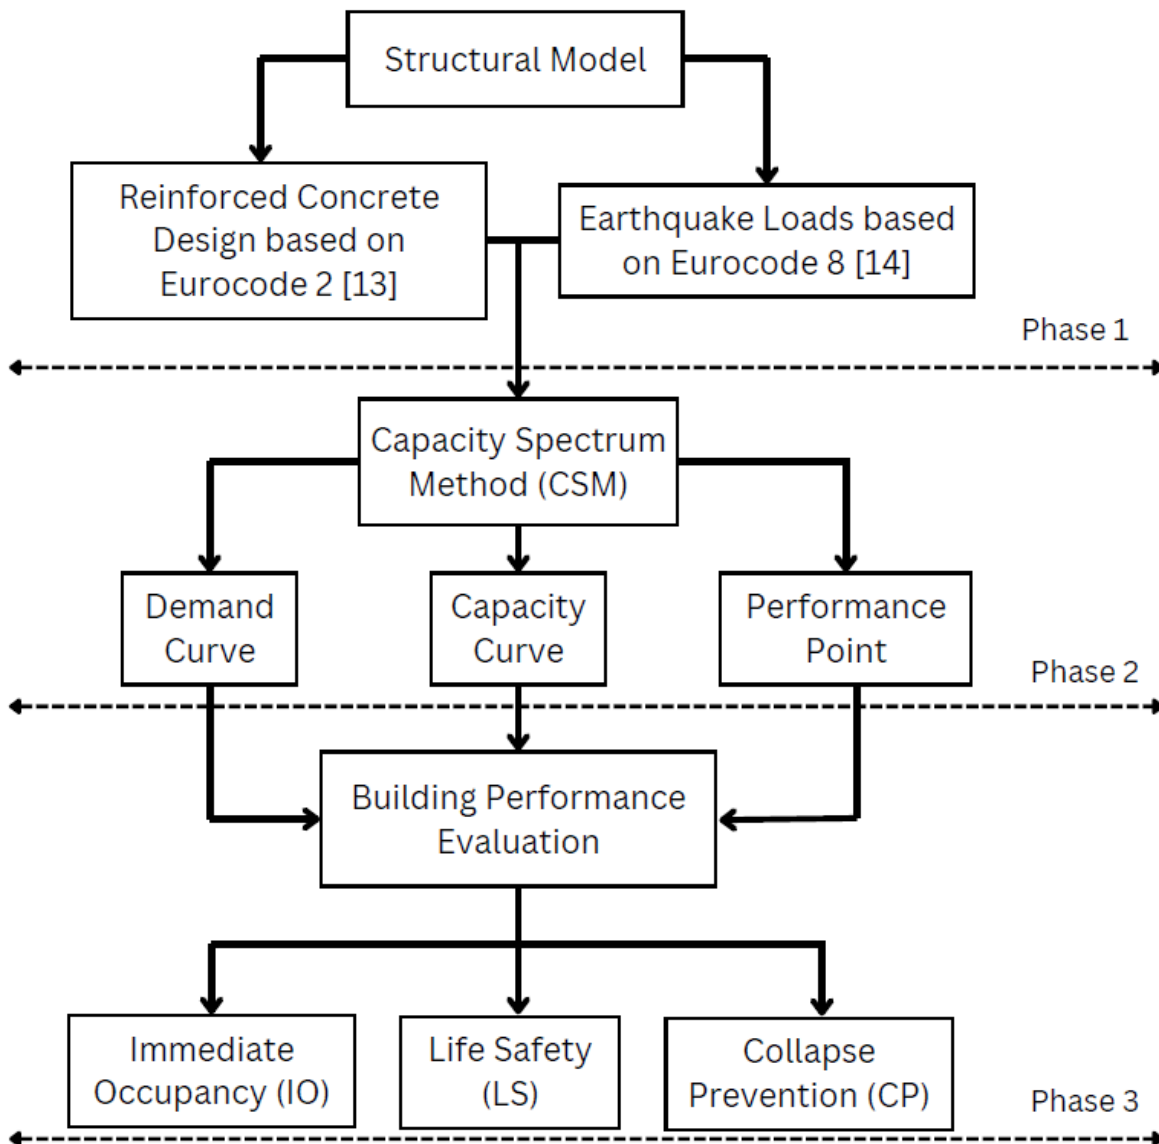 Structural Model
Reinforced Concrete
Design based on
Eurocode 2 [13]
Earthquake Loads based
on Eurocode 8 [14]
Phase 1
Capacity Spectrum
Method (CSM)
Demand
Curve
Capacity
Curve
Performance
Point
Phase 2
Building Performance
Evaluation
Immediate
Occupancy (IO)
Life Safety
(LS)
Collapse
Prevention (CP)
Phase 3